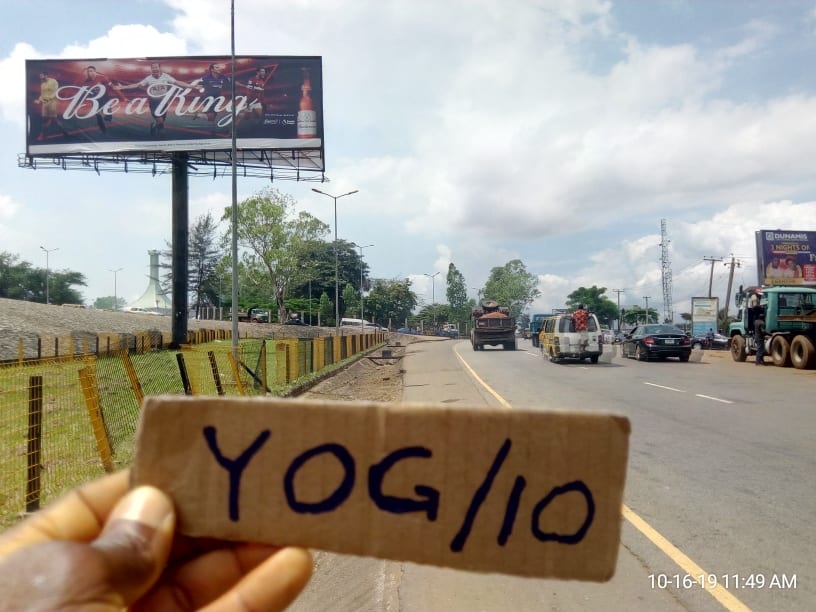 Be a King
DUNAMIS
3 NIGHTS OF
YOG/10
10-16-19 11:49 AM